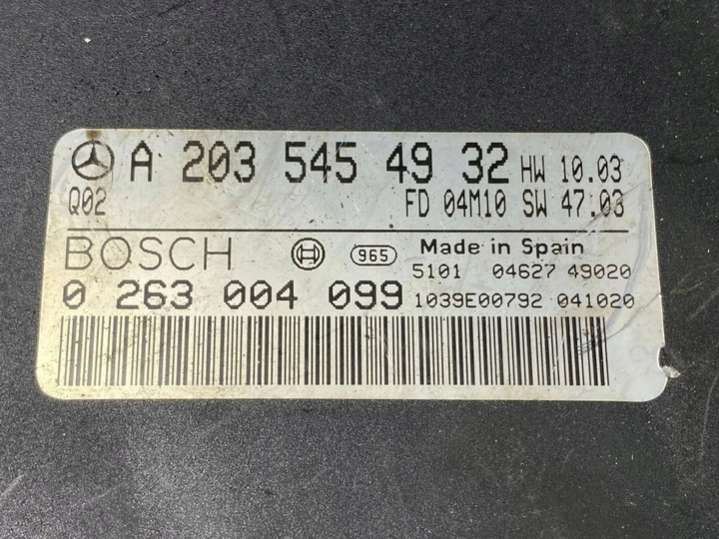 A 203 545 49 32 HW 10.03
Q02 FD 04M10 SW 47.03
BOSCH 965 Made in Spain
5101 04627 49020
0 263 004 099 1039E00792 041020